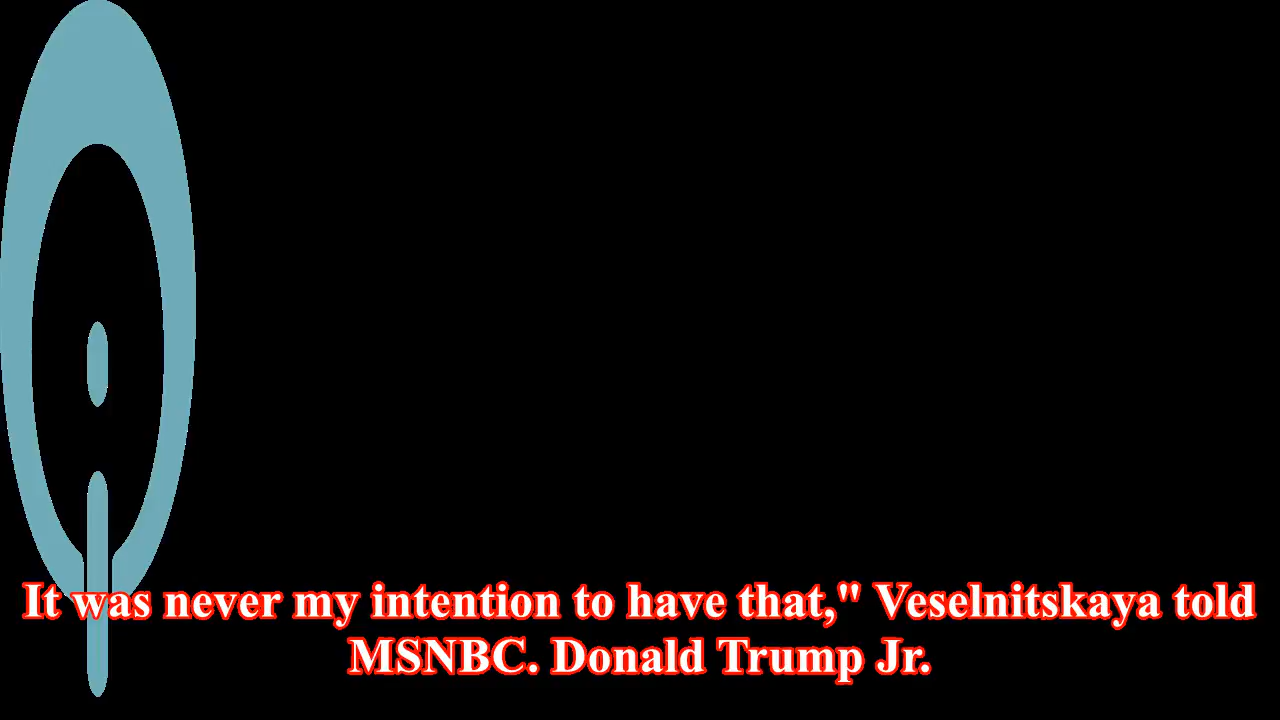 It was never my intention to have that," Veselnitskaya told
MSNBC. Donald Trump Jr.